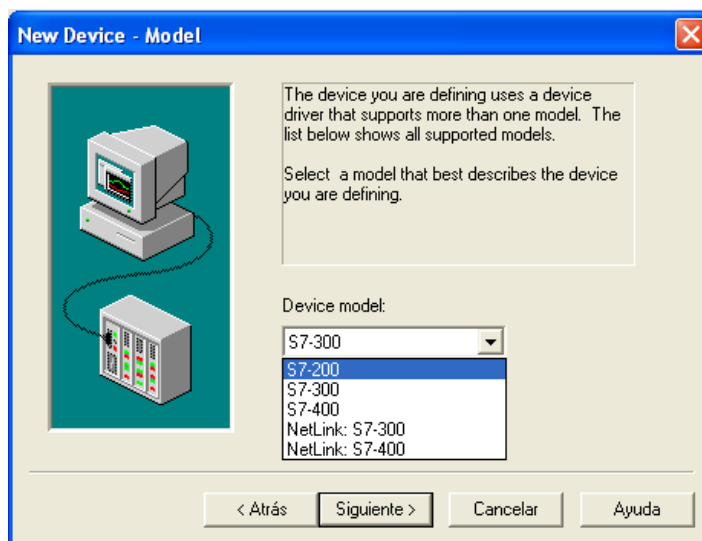 New Device - Model
The device you are defining uses a device
driver that supports more than one model. The
list below shows all supported models.
Select a model that best describes the device
you are defining.
Device model:
S7-300
S7-200
S7-300
S7-400
NetLink: S7-300
NetLink: S7-400
< Atrás
Siguiente >
Cancelar
Ayuda